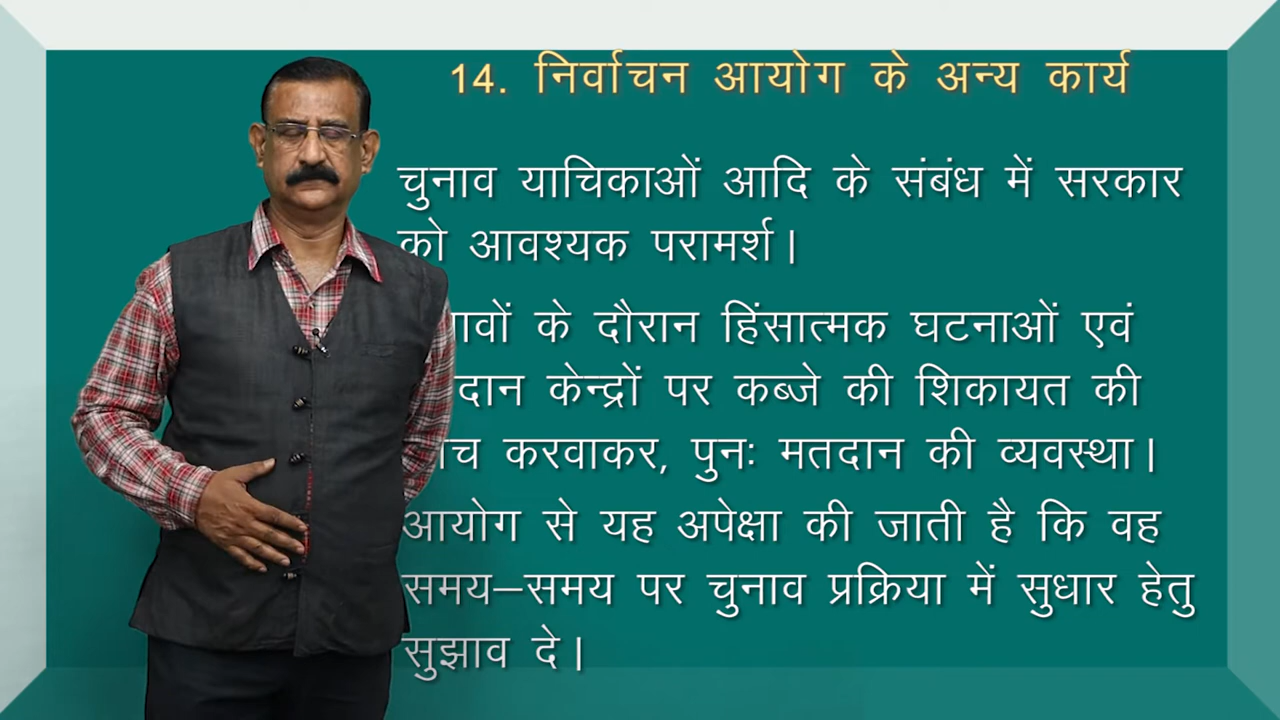 14. निर्वाचन आयोग के अन्य कार्य
चुनाव याचिकाओं आदि के संबंध में सरकार
को आवश्यक परामर्श।
के दौरान हिंसात्मक घटनाओं एवं
केन्द्रों पर कब्जे की शिकायत की
करवाकर, पुनः मतदान की व्यवस्था।
आयोग से यह अपेक्षा की जाती है कि वह
समय–समय पर चुनाव प्रक्रिया में सुधार हेतु
सुझाव दे।